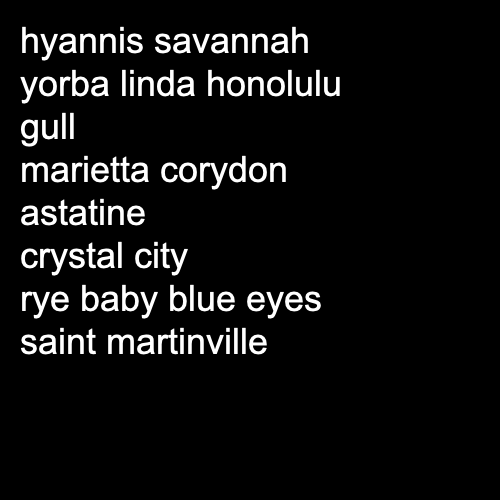 hyannis savannah
yorba linda honolulu
gull
marietta corydon
astatine
crystal city
rye baby blue eyes
saint martinville